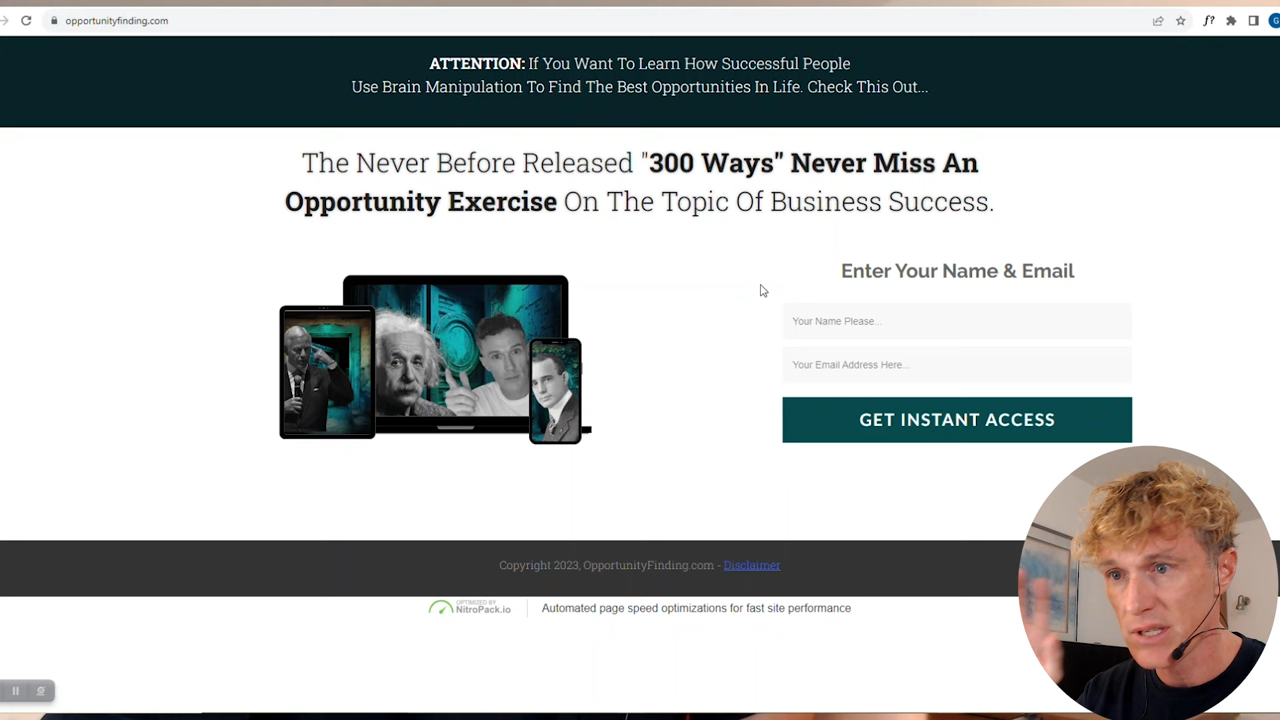 opportunityfinding.com
f?
G
ATTENTION: If You Want To Learn How Successful People
Use Brain Manipulation To Find The Best Opportunities In Life. Check This Out...
The Never Before Released "300 Ways" Never Miss An
Opportunity Exercise On The Topic Of Business Success.
Enter Your Name & Email
Your Name Please...
Your Email Address Here...
GET INSTANT ACCESS
Copyright 2023, OpportunityFinding.com - Disclaimer
OPTIMIZED BY
NitroPack.io
Automated page speed optimizations for fast site performance